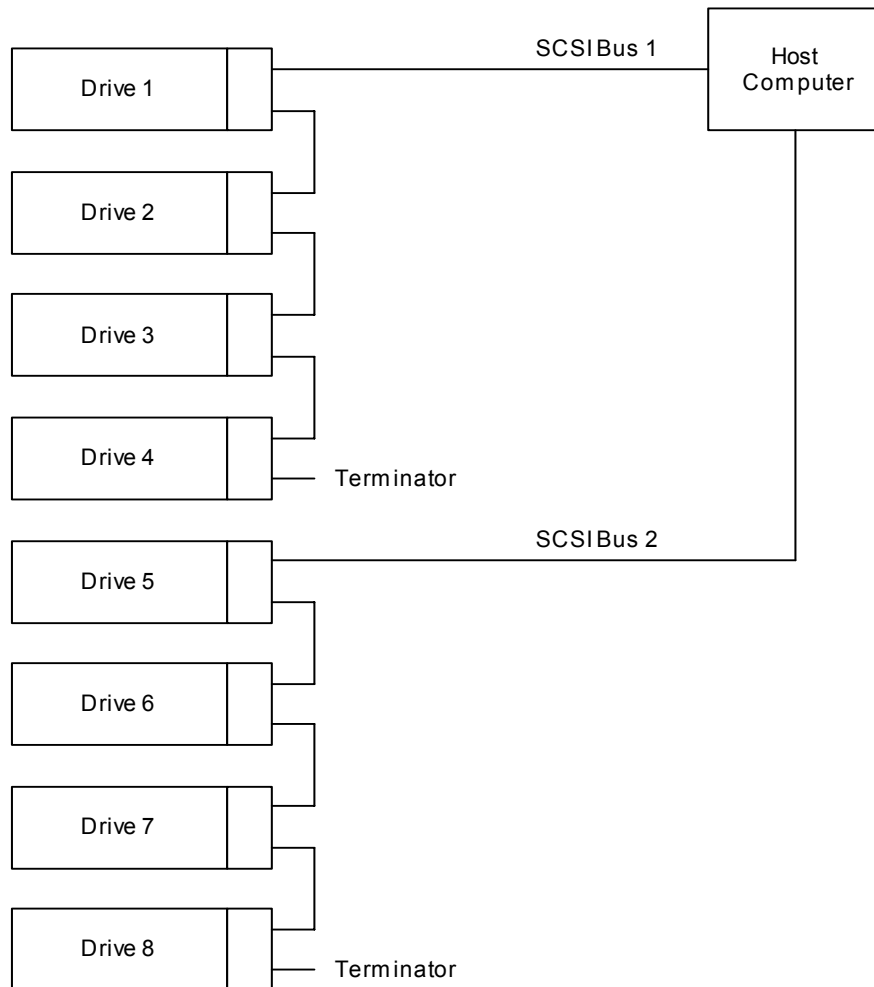 SCSI Bus 1
Host
Computer
Drive 1
Drive 2
Drive 3
Drive 4
Terminator
SCSI Bus 2
Drive 5
Drive 6
Drive 7
Drive 8
Terminator